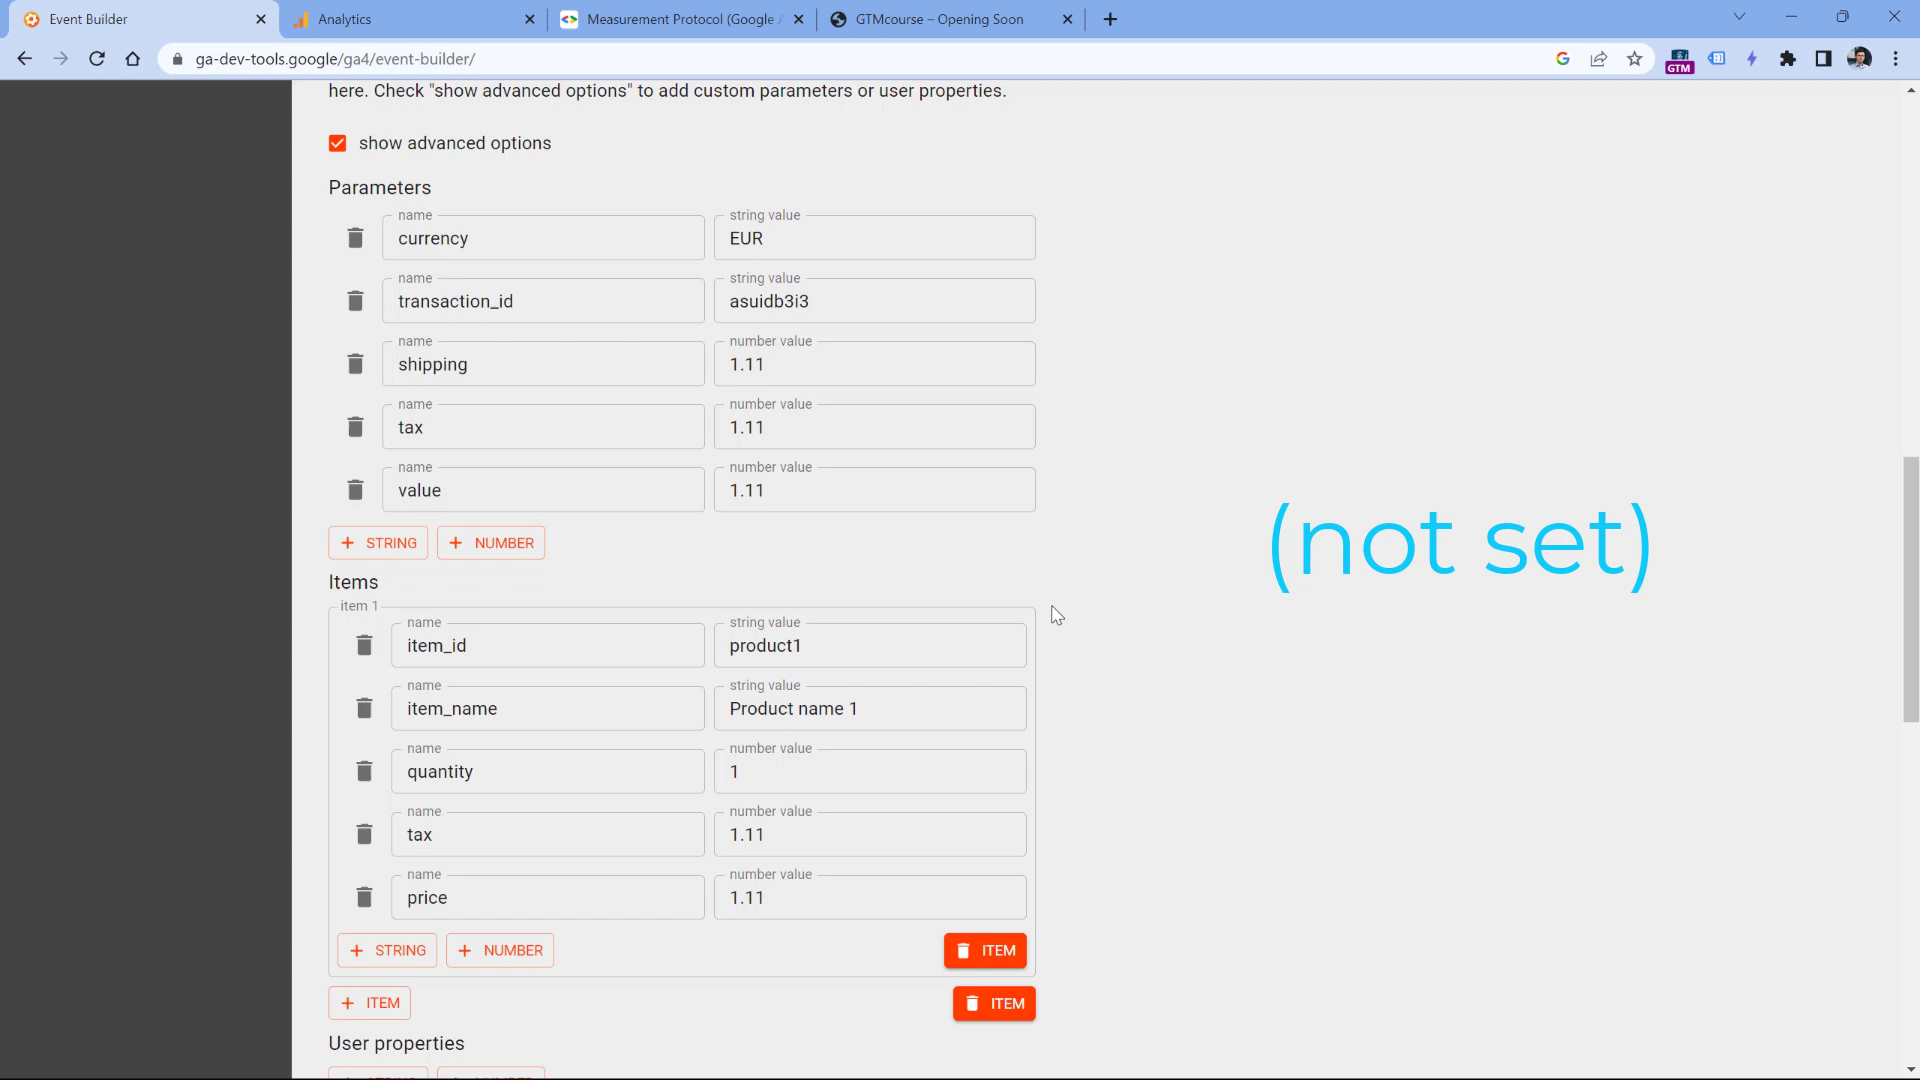 Event Builder
Analytics
Measurement Protocol (Google A
GTMcourse – Opening Soon
ga-dev-tools.google/ga4/event-builder/
GTM
here. Check "show advanced options" to add custom parameters or user properties.
show advanced options
Parameters
name
string value
currency
EUR
name
string value
transaction_id
asuidb3i3
name
number value
shipping
1.11
name
number value
tax
1.11
name
number value
value
1.11
+ STRING
+ NUMBER
(not set)
Items
item 1
name
string value
item_id
product1
name
string value
item_name
Product name 1
name
number value
quantity
1
name
number value
tax
1.11
name
number value
price
1.11
+ STRING
+ NUMBER
ITEM
+ ITEM
ITEM
User properties